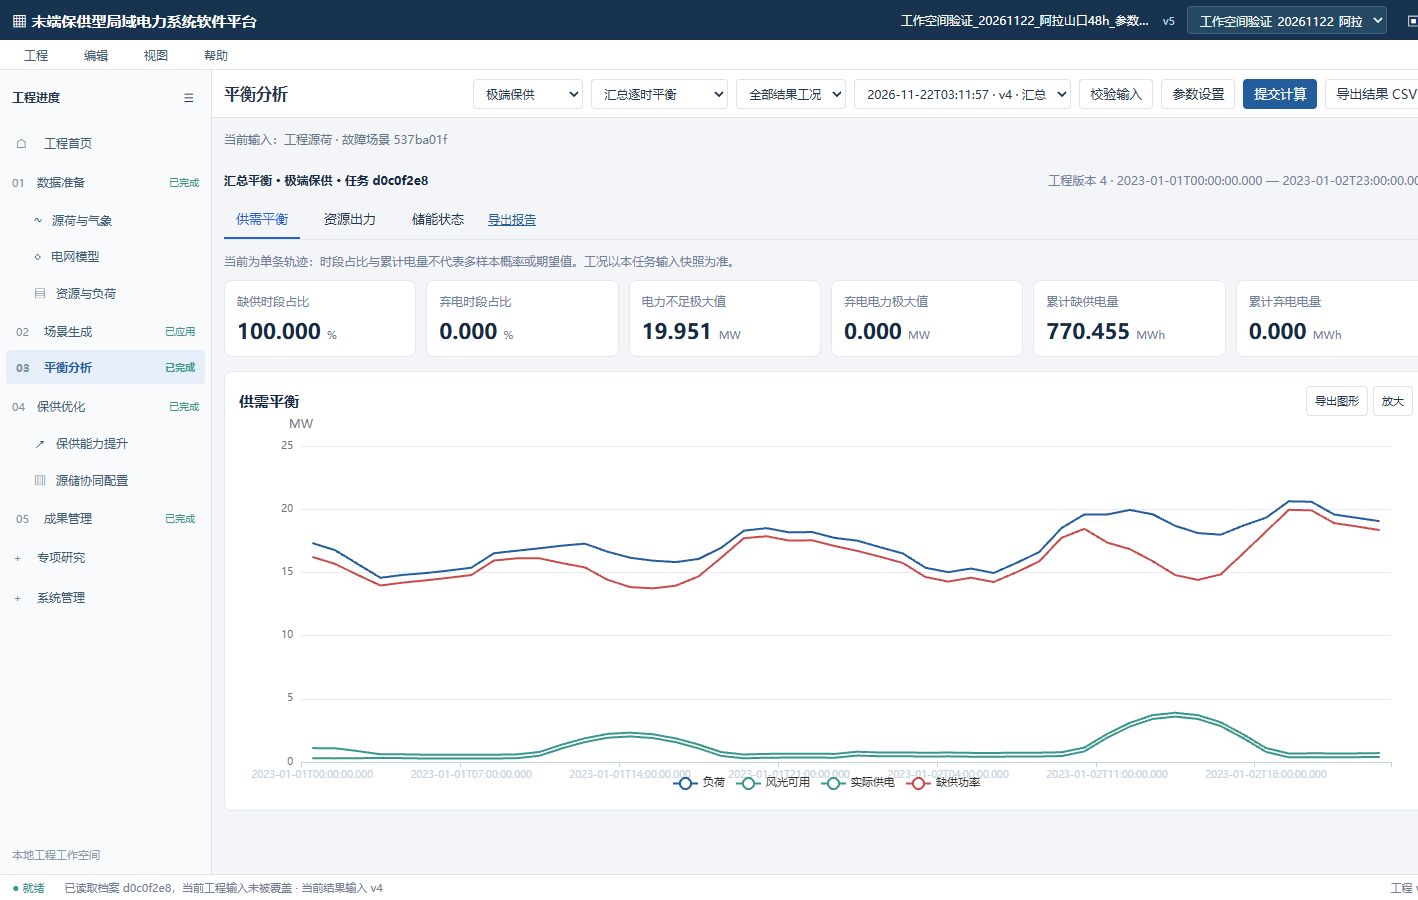 末端保供型局域电力系统软件平台
工作空间验证_20261122_阿拉山口48h_参数... v5 工作空间验证 20261122 阿拉
工程 编辑 视图 帮助
工程进度
工程首页
01 数据准备 已完成
源荷与气象
电网模型
资源与负荷
02 场景生成 已应用
03 平衡分析 已完成
04 保供优化 已完成
保供能力提升
源储协同配置
05 成果管理 已完成
+ 专项研究
+ 系统管理
本地工程工作空间
平衡分析 极端保供 汇总逐时平衡 全部结果工况 2026-11-22T03:11:57 · v4 · 汇总 校验输入 参数设置 提交计算 导出结果 CSV
当前输入：工程源荷 · 故障场景 537ba01f
汇总平衡 • 极端保供 • 任务 d0c0f2e8 工程版本 4 · 2023-01-01T00:00:00.000 — 2023-01-02T23:00:00.00
供需平衡 资源出力 储能状态 导出报告
当前为单条轨迹：时段占比与累计电量不代表多样本概率或期望值。工况以本任务输入快照为准。
缺供时段占比 弃电时段占比 电力不足极大值 弃电电力极大值 累计缺供电量 累计弃电电量
100.000 % 0.000 % 19.951 MW 0.000 MW 770.455 MWh 0.000 MWh
供需平衡 导出图形 放大
MW
25
20
15
10
5
0
2023-01-01T00:00:00.000 2023-01-01T07:00:00.000 2023-01-01T14:00:00.000 2023-01-01T21:00:00.000 2023-01-02T04:00:00.000 2023-01-02T11:00:00.000 2023-01-02T18:00:00.000
负荷 风光可用 实际供电 缺供功率
就绪 已读取档案 d0c0f2e8，当前工程输入未被覆盖 · 当前结果输入 v4 工程